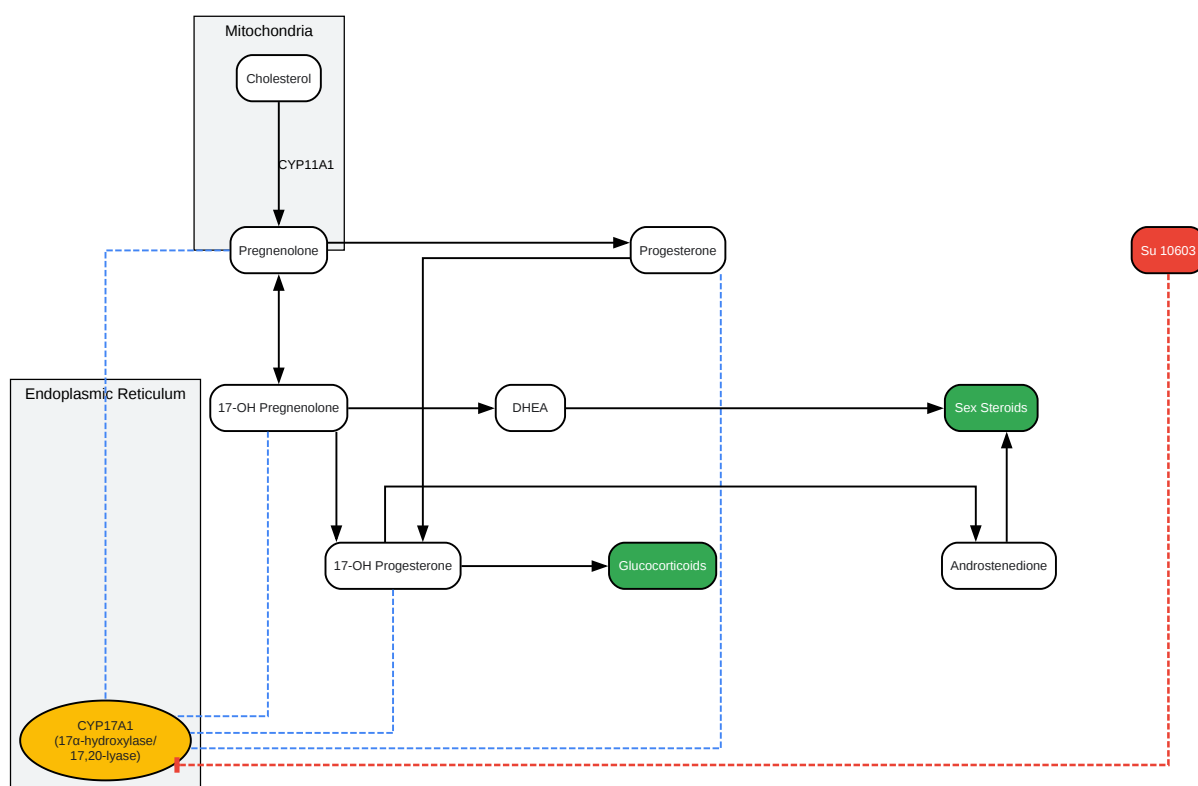 Mitochondria
Cholesterol
CYP11A1
Pregnenolone
Progesterone
Su 10603
Endoplasmic Reticulum
17-OH Pregnenolone
DHEA
Sex Steroids
17-OH Progesterone
Glucocorticoids
Androstenedione
CYP17A1
(17α-hydroxylase/
17,20-lyase)